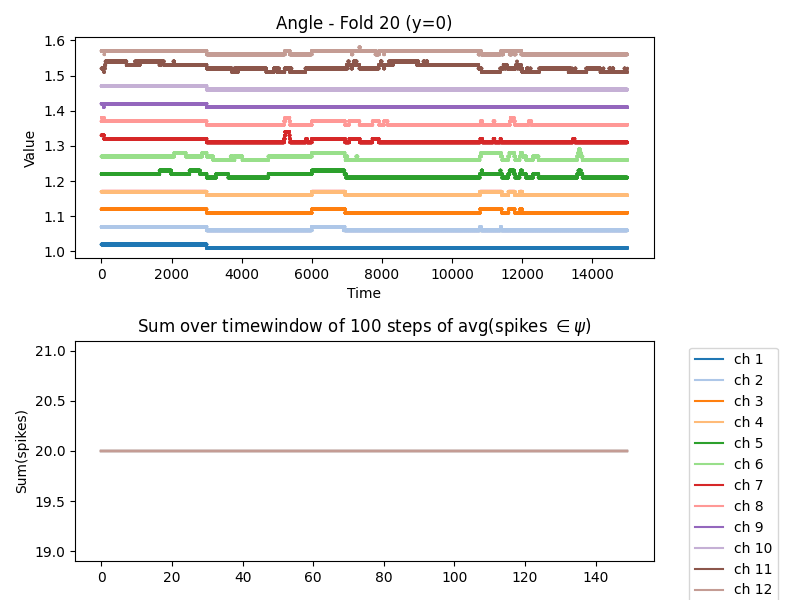 Angle - Fold 20 (y=0)
Value
1.6
1.5
1.4
1.3
1.2
1.1
1.0
0 2000 4000 6000 8000 10000 12000 14000
Time
Sum over timewindow of 100 steps of avg(spikes ∈ ψ)
Sum(spikes)
21.0
20.5
20.0
19.5
19.0
0 20 40 60 80 100 120 140
ch 1
ch 2
ch 3
ch 4
ch 5
ch 6
ch 7
ch 8
ch 9
ch 10
ch 11
ch 12